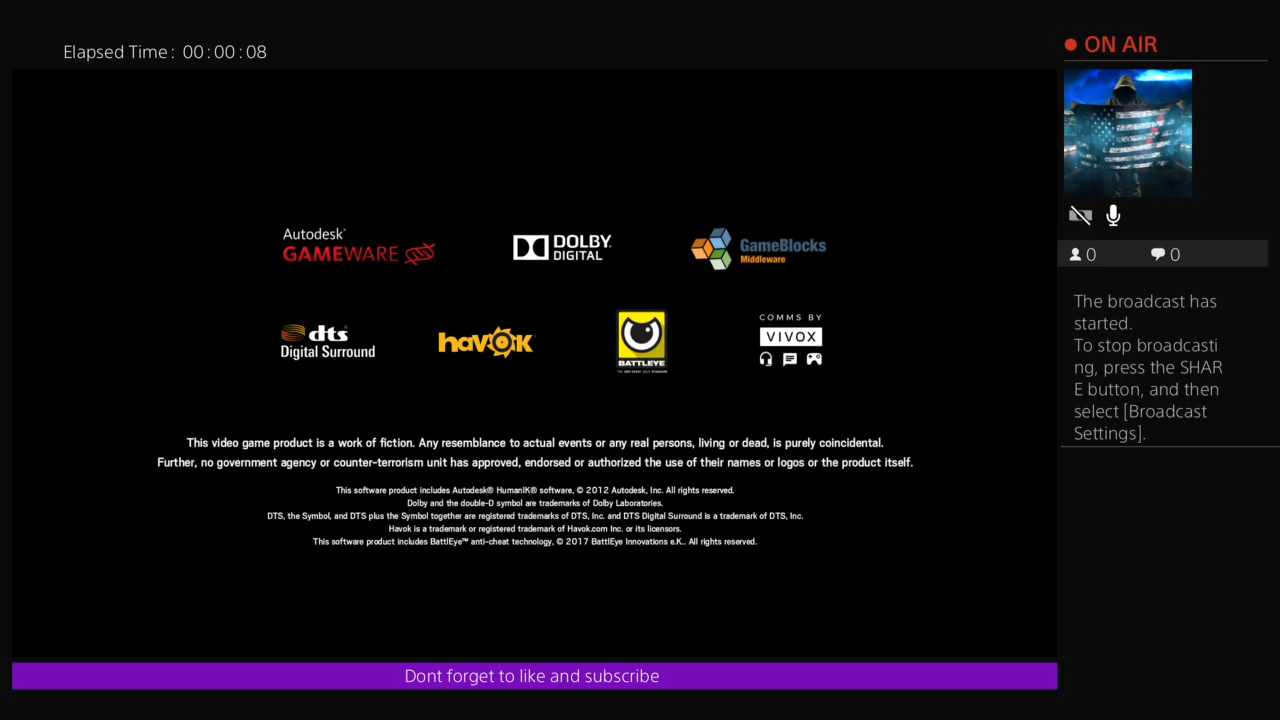 Elapsed Time : 00 : 00 : 08
ON AIR
Autodesk®
GAMEWARE
DOLBY
DIGITAL
GameBlocks
Middleware
0
0
dts
Digital Surround
havok
BATTLEYE
COMMS BY
VIVOX
The broadcast has
started.
To stop broadcasti
ng, press the SHAR
E button, and then
select [Broadcast
Settings].
This video game product is a work of fiction. Any resemblance to actual events or any real persons, living or dead, is purely coincidental.
Further, no government agency or counter-terrorism unit has approved, endorsed or authorized the use of their names or logos or the product itself.
This software product includes Autodesk® HumanIK® software, © 2012 Autodesk, Inc. All rights reserved.
Dolby and the double-D symbol are trademarks of Dolby Laboratories.
DTS, the Symbol, and DTS plus the Symbol together are registered trademarks of DTS, Inc. and DTS Digital Surround is a trademark of DTS, Inc.
Havok is a trademark or registered trademark of Havok.com Inc. or its licensors.
This software product includes BattlEye™ anti-cheat technology, © 2017 BattlEye Innovations e.K.. All rights reserved.
Dont forget to like and subscribe